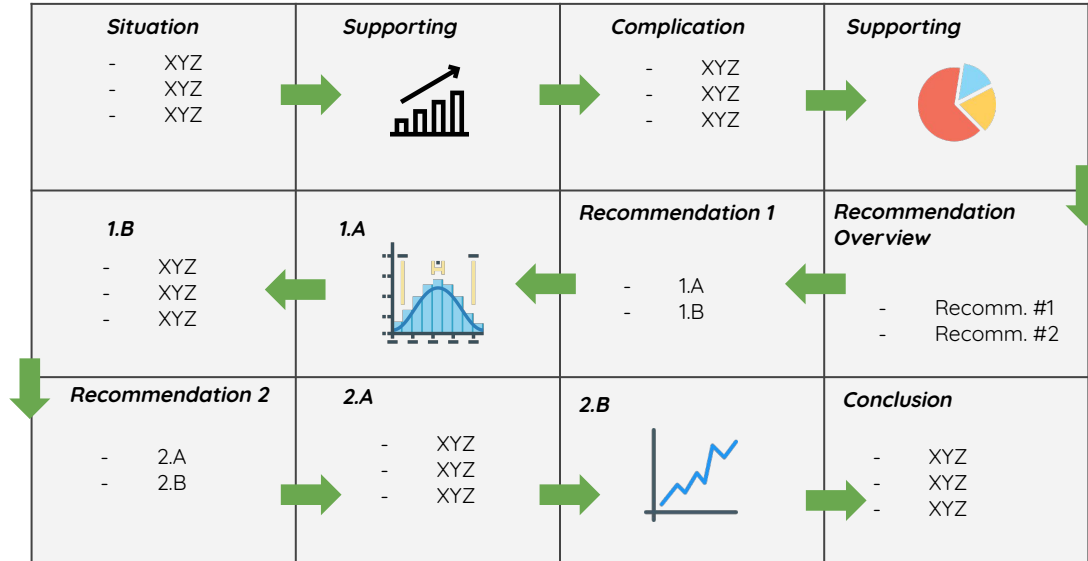 Situation
- XYZ
- XYZ
- XYZ
Supporting
Complication
- XYZ
- XYZ
- XYZ
Supporting
1.B
- XYZ
- XYZ
- XYZ
1.A
Recommendation 1
- 1.A
- 1.B
Recommendation
Overview
- Recomm. #1
- Recomm. #2
Recommendation 2
- 2.A
- 2.B
2.A
- XYZ
- XYZ
- XYZ
2.B
Conclusion
- XYZ
- XYZ
- XYZ